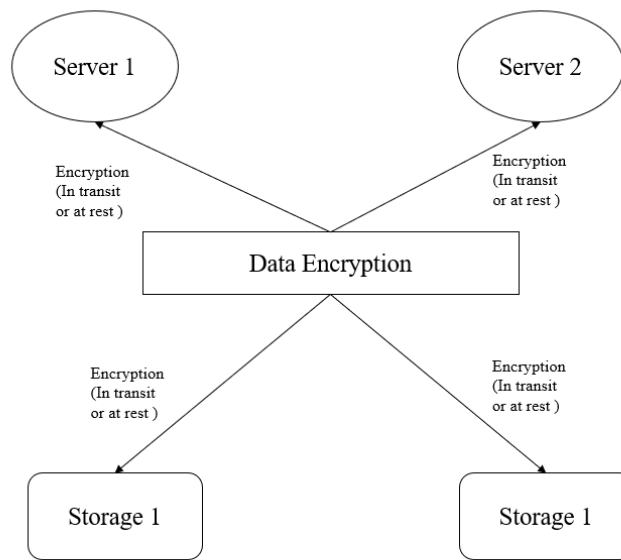 Server 1
Server 2
Encryption
(In transit
or at rest )
Encryption
(In transit
or at rest )
Data Encryption
Encryption
(In transit
or at rest )
Encryption
(In transit
or at rest )
Storage 1
Storage 1